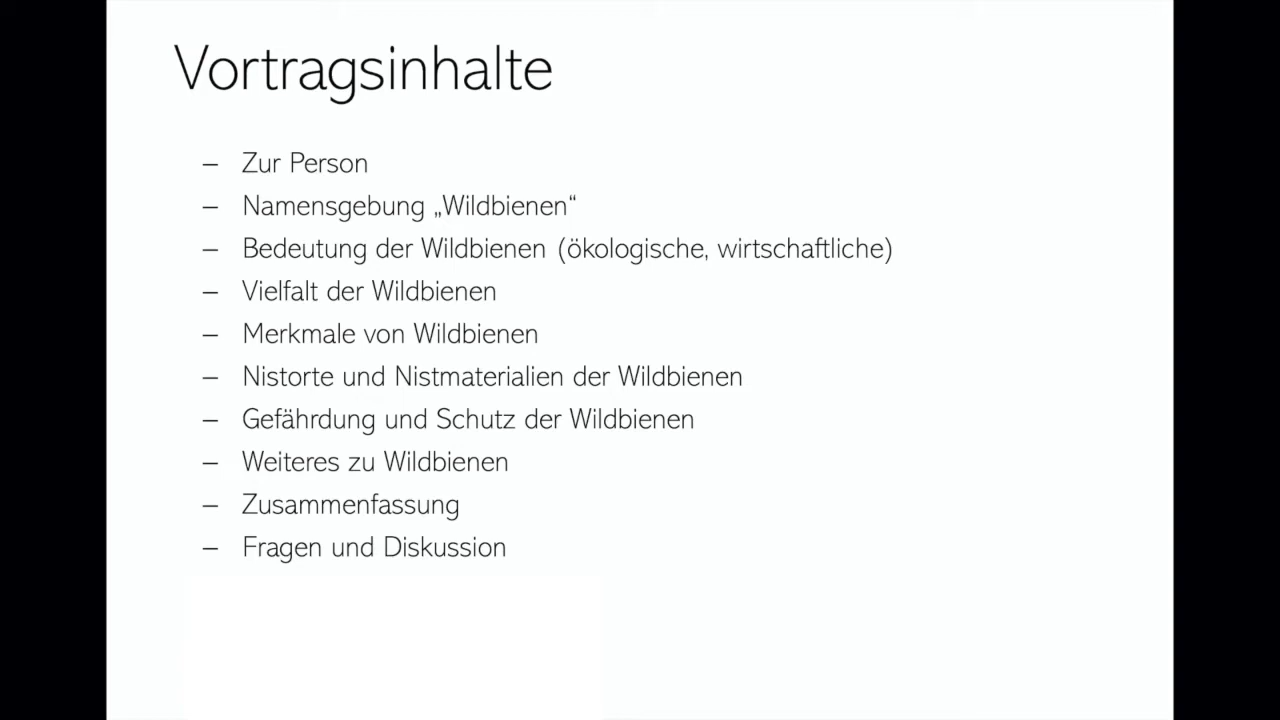 Vortragsinhalte
– Zur Person
– Namensgebung „Wildbienen“
– Bedeutung der Wildbienen (ökologische, wirtschaftliche)
– Vielfalt der Wildbienen
– Merkmale von Wildbienen
– Nistorte und Nistmaterialien der Wildbienen
– Gefährdung und Schutz der Wildbienen
– Weiteres zu Wildbienen
– Zusammenfassung
– Fragen und Diskussion